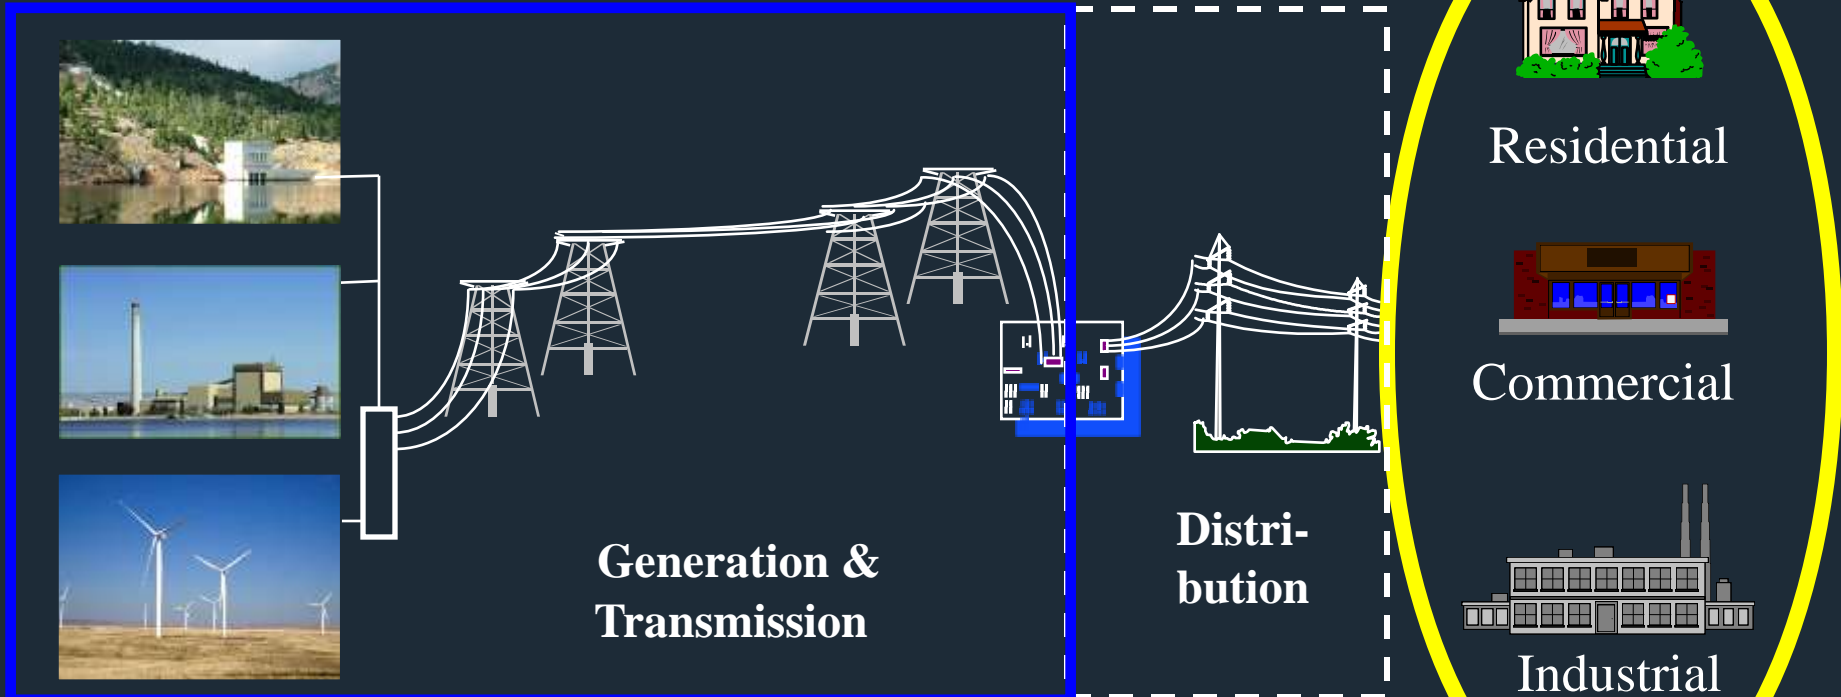 Residential
Commercial
Generation &
Transmission
Distri-
bution
Industrial